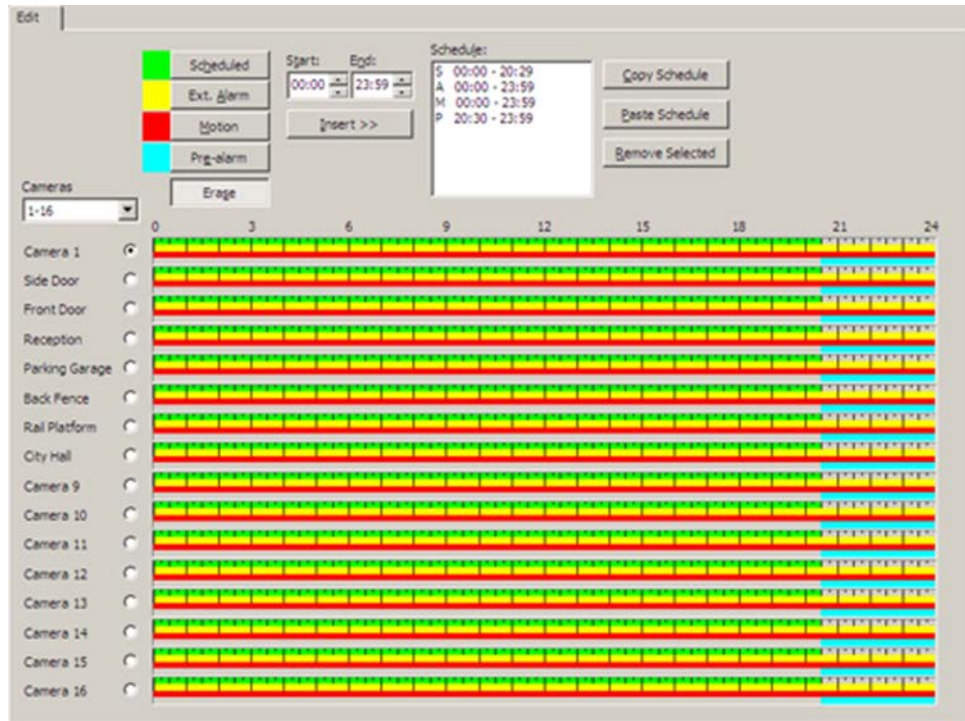 Edit
Scheduled
Ext. Alarm
Motion
Pre-alarm
Erase
Start: End:
00:00 23:59
Insert >>
Schedule:
S 00:00 - 20:29
A 00:00 - 23:59
M 00:00 - 23:59
P 20:30 - 23:59
Copy Schedule
Paste Schedule
Remove Selected
Cameras
1-16
0 3 6 9 12 15 18 21 24
Camera 1
Side Door
Front Door
Reception
Parking Garage
Back Fence
Rail Platform
City Hall
Camera 9
Camera 10
Camera 11
Camera 12
Camera 13
Camera 14
Camera 15
Camera 16